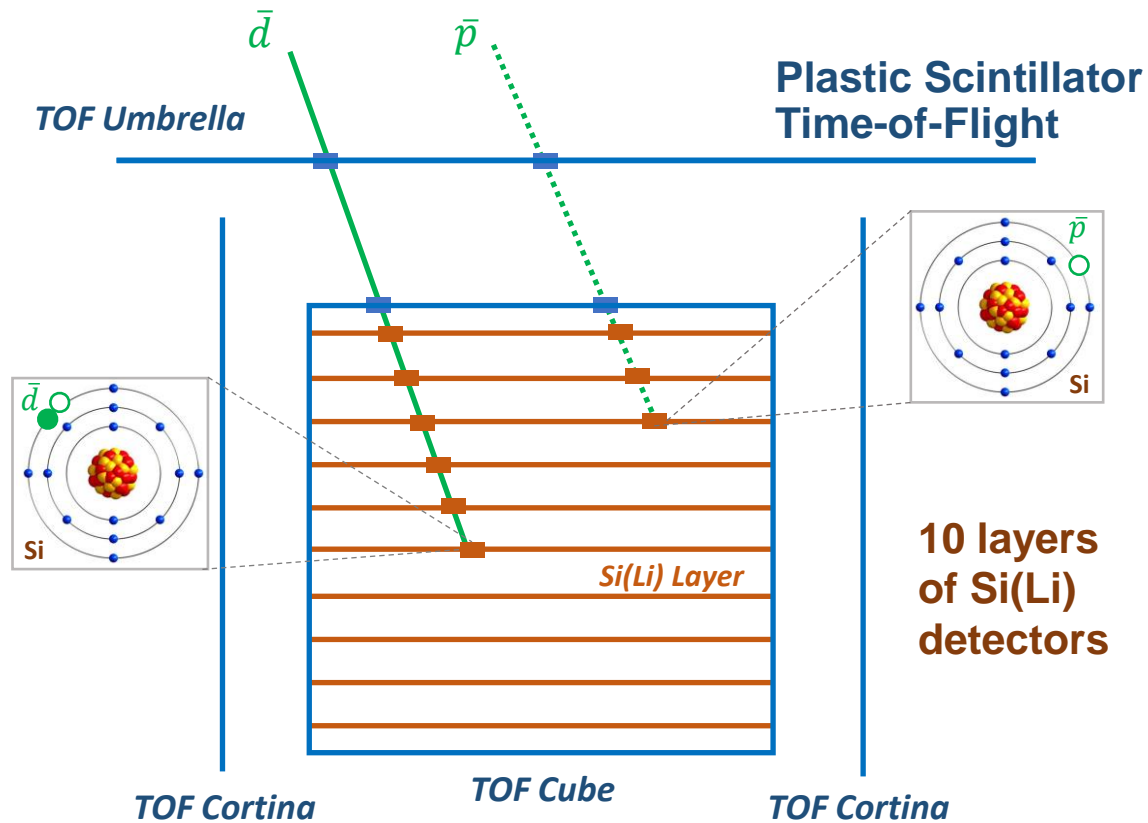 d̄
p̄
Plastic Scintillator
Time-of-Flight
TOF Umbrella
p̄
Si
d̄
Si
Si(Li) Layer
10 layers
of Si(Li)
detectors
TOF Cortina
TOF Cube
TOF Cortina